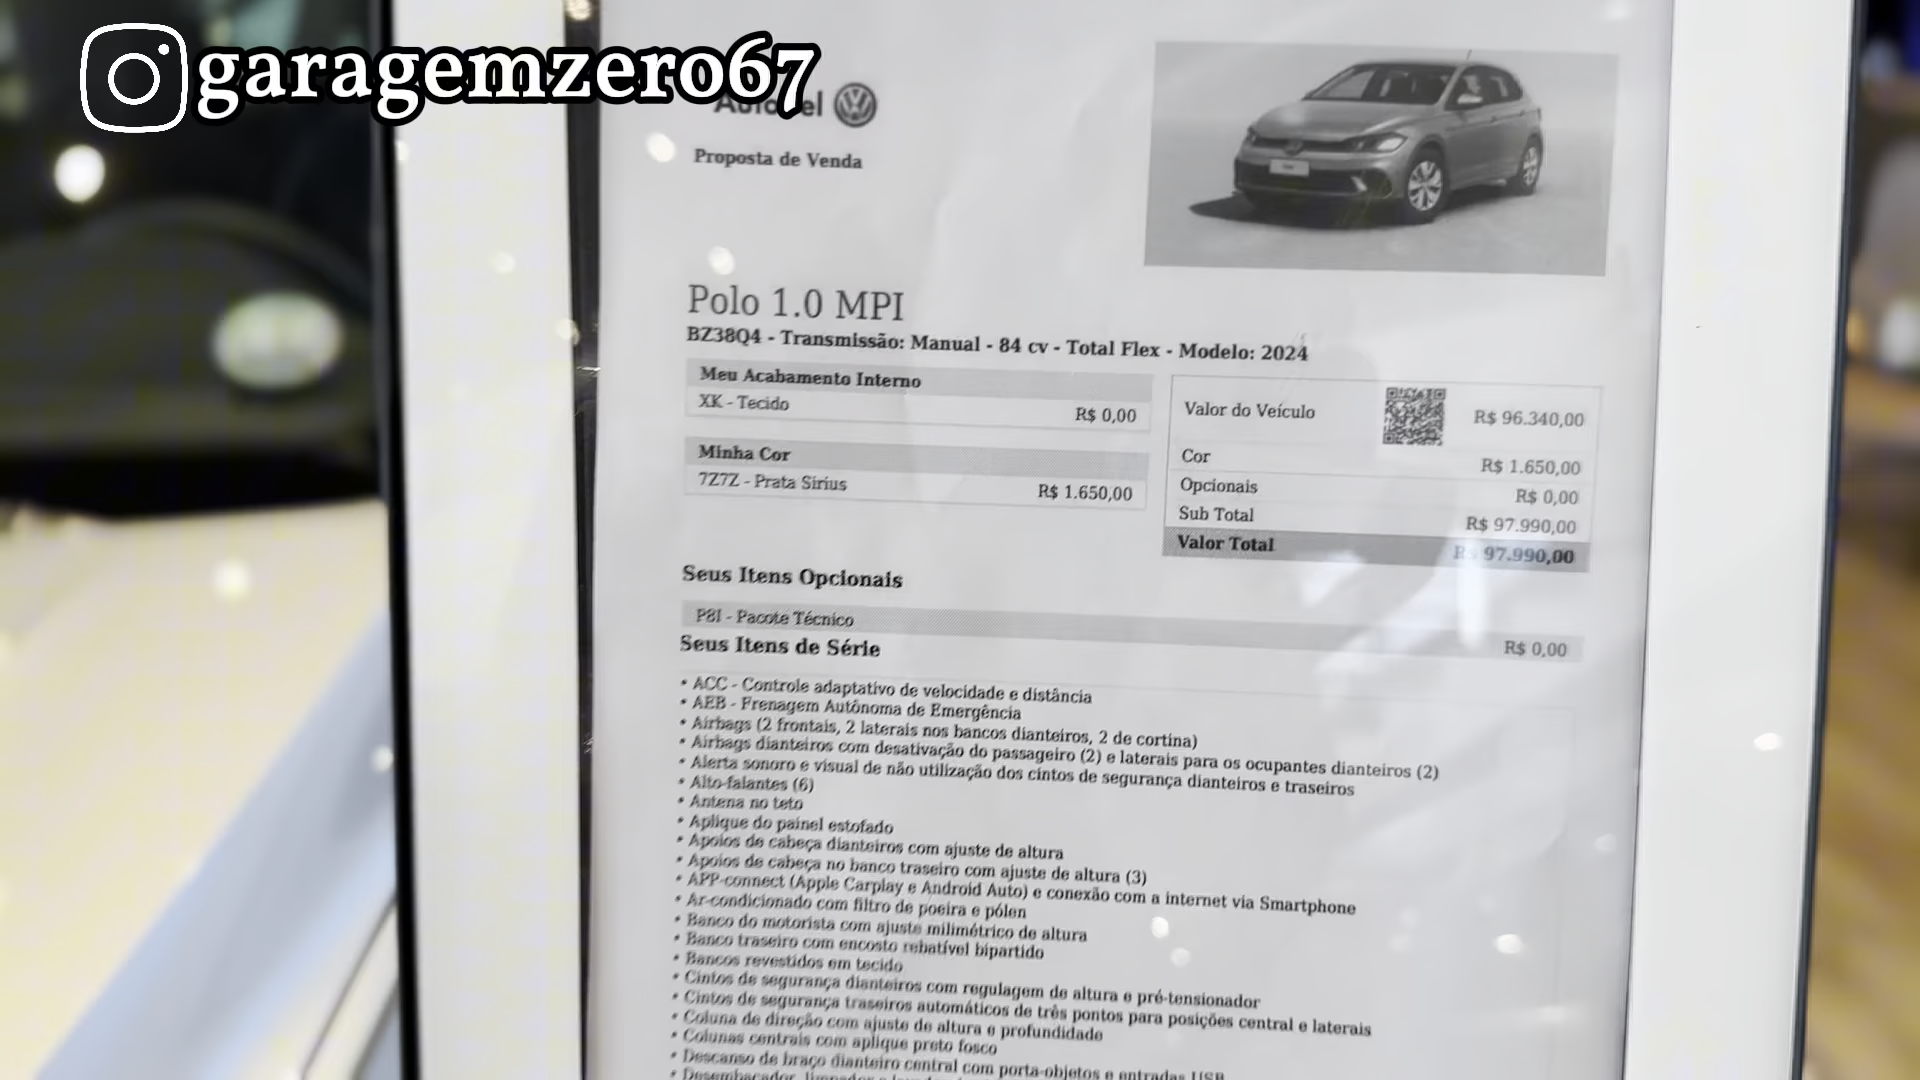 garagemzero67
Proposta de Venda
Polo 1.0 MPI
BZ38Q4 - Transmissão: Manual - 84 cv - Total Flex - Modelo: 2024
Meu Acabamento Interno
XK - Tecido R$ 0,00
Minha Cor
7Z7Z - Prata Sirius R$ 1.650,00
Valor do Veículo R$ 96.340,00
Cor R$ 1.650,00
Opcionais R$ 0,00
Sub Total R$ 97.990,00
Valor Total R$ 97.990,00
Seus Itens Opcionais
P8I - Pacote Técnico R$ 0,00
Seus Itens de Série
• ACC - Controle adaptativo de velocidade e distância
• AEB - Frenagem Autônoma de Emergência
• Airbags (2 frontais, 2 laterais nos bancos dianteiros, 2 de cortina)
• Airbags dianteiros com desativação do passageiro (2) e laterais para os ocupantes dianteiros (2)
• Alerta sonoro e visual de não utilização dos cintos de segurança dianteiros e traseiros
• Alto-falantes (6)
• Antena no teto
• Aplique do painel estofado
• Apoios de cabeça dianteiros com ajuste de altura
• Apoios de cabeça no banco traseiro com ajuste de altura (3)
• APP-connect (Apple Carplay e Android Auto) e conexão com a internet via Smartphone
• Ar-condicionado com filtro de poeira e pólen
• Banco do motorista com ajuste milimétrico de altura
• Banco traseiro com encosto rebatível bipartido
• Bancos revestidos em tecido
• Cintos de segurança dianteiros com regulagem de altura e pré-tensionador
• Cintos de segurança traseiros automáticos de três pontos para posições central e laterais
• Coluna de direção com ajuste de altura e profundidade
• Colunas centrais com aplique preto fosco
• Descanso de braço dianteiro central com porta-objetos e entradas USB